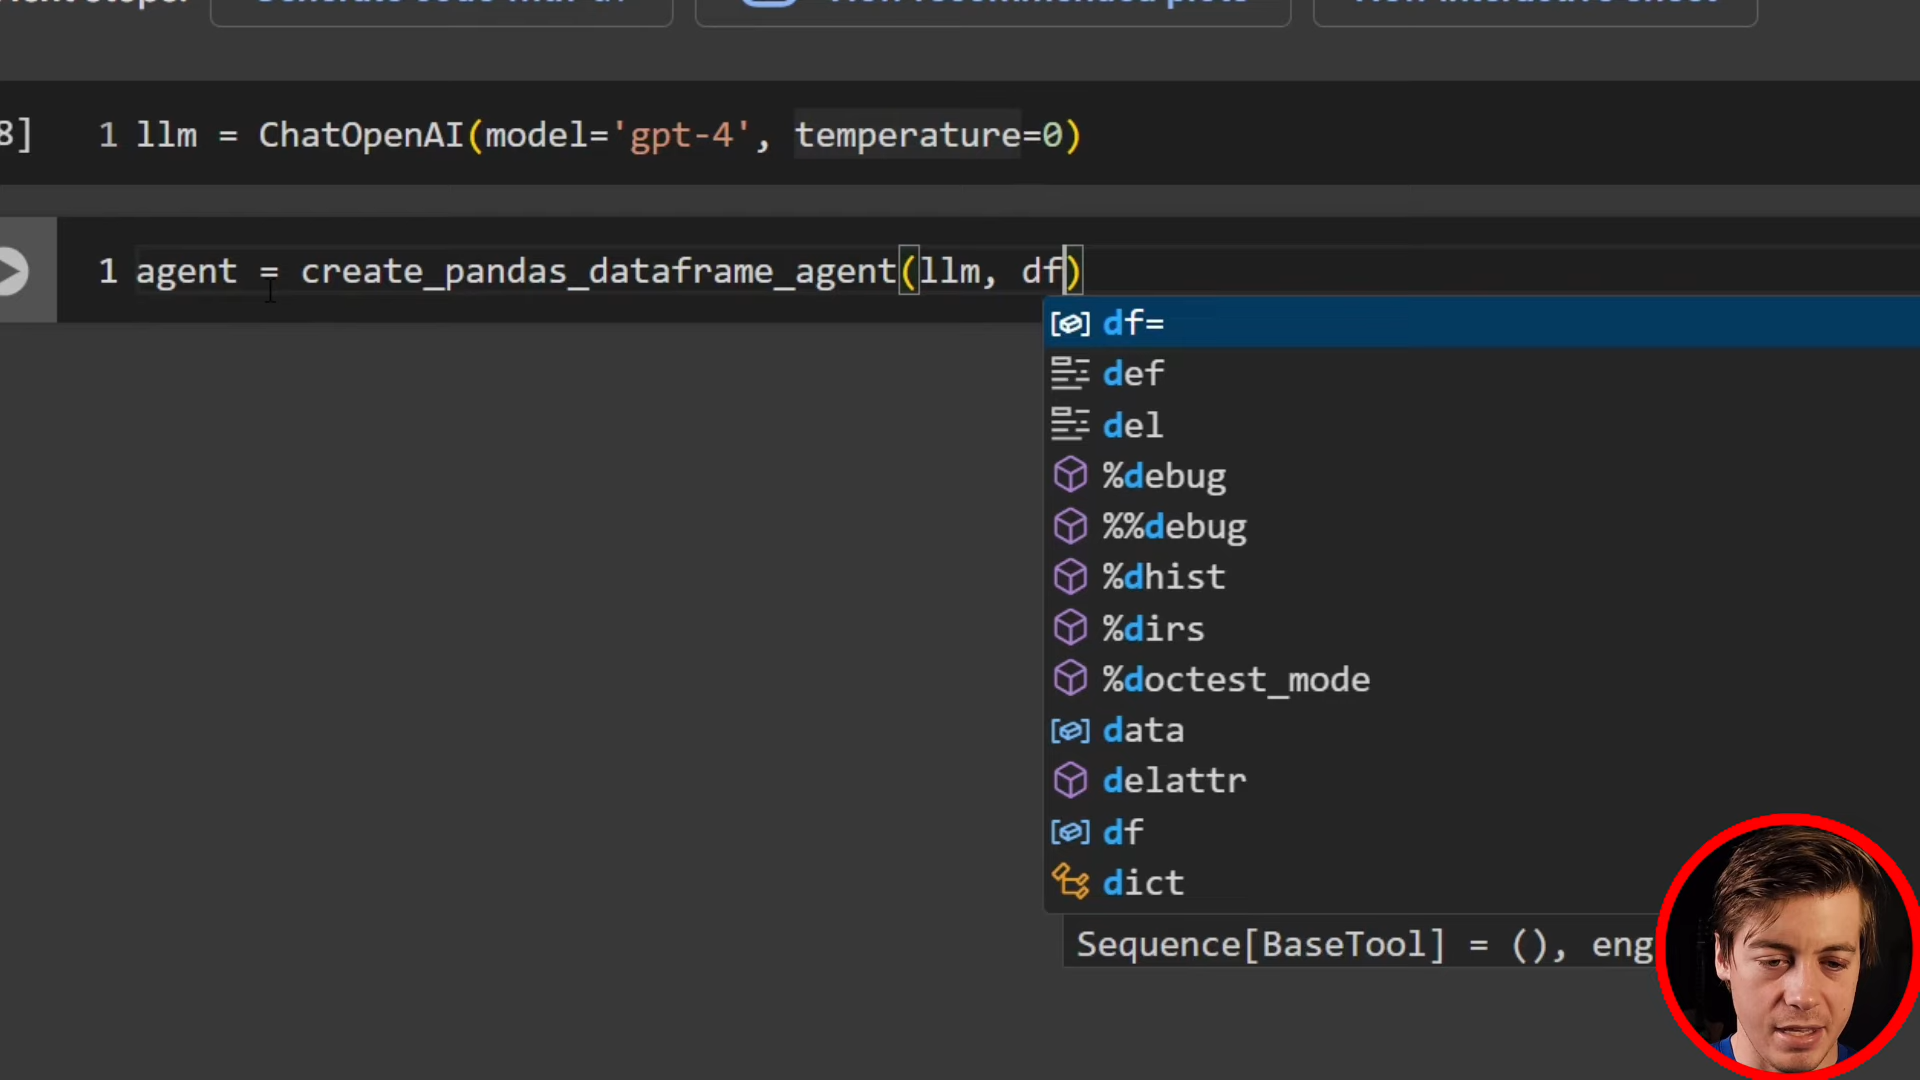 8] 1 llm = ChatOpenAI(model='gpt-4', temperature=0)
1 agent = create_pandas_dataframe_agent(llm, df)
df=
def
del
%debug
%%debug
%dhist
%dirs
%doctest_mode
data
delattr
df
dict
Sequence[BaseTool] = (), eng